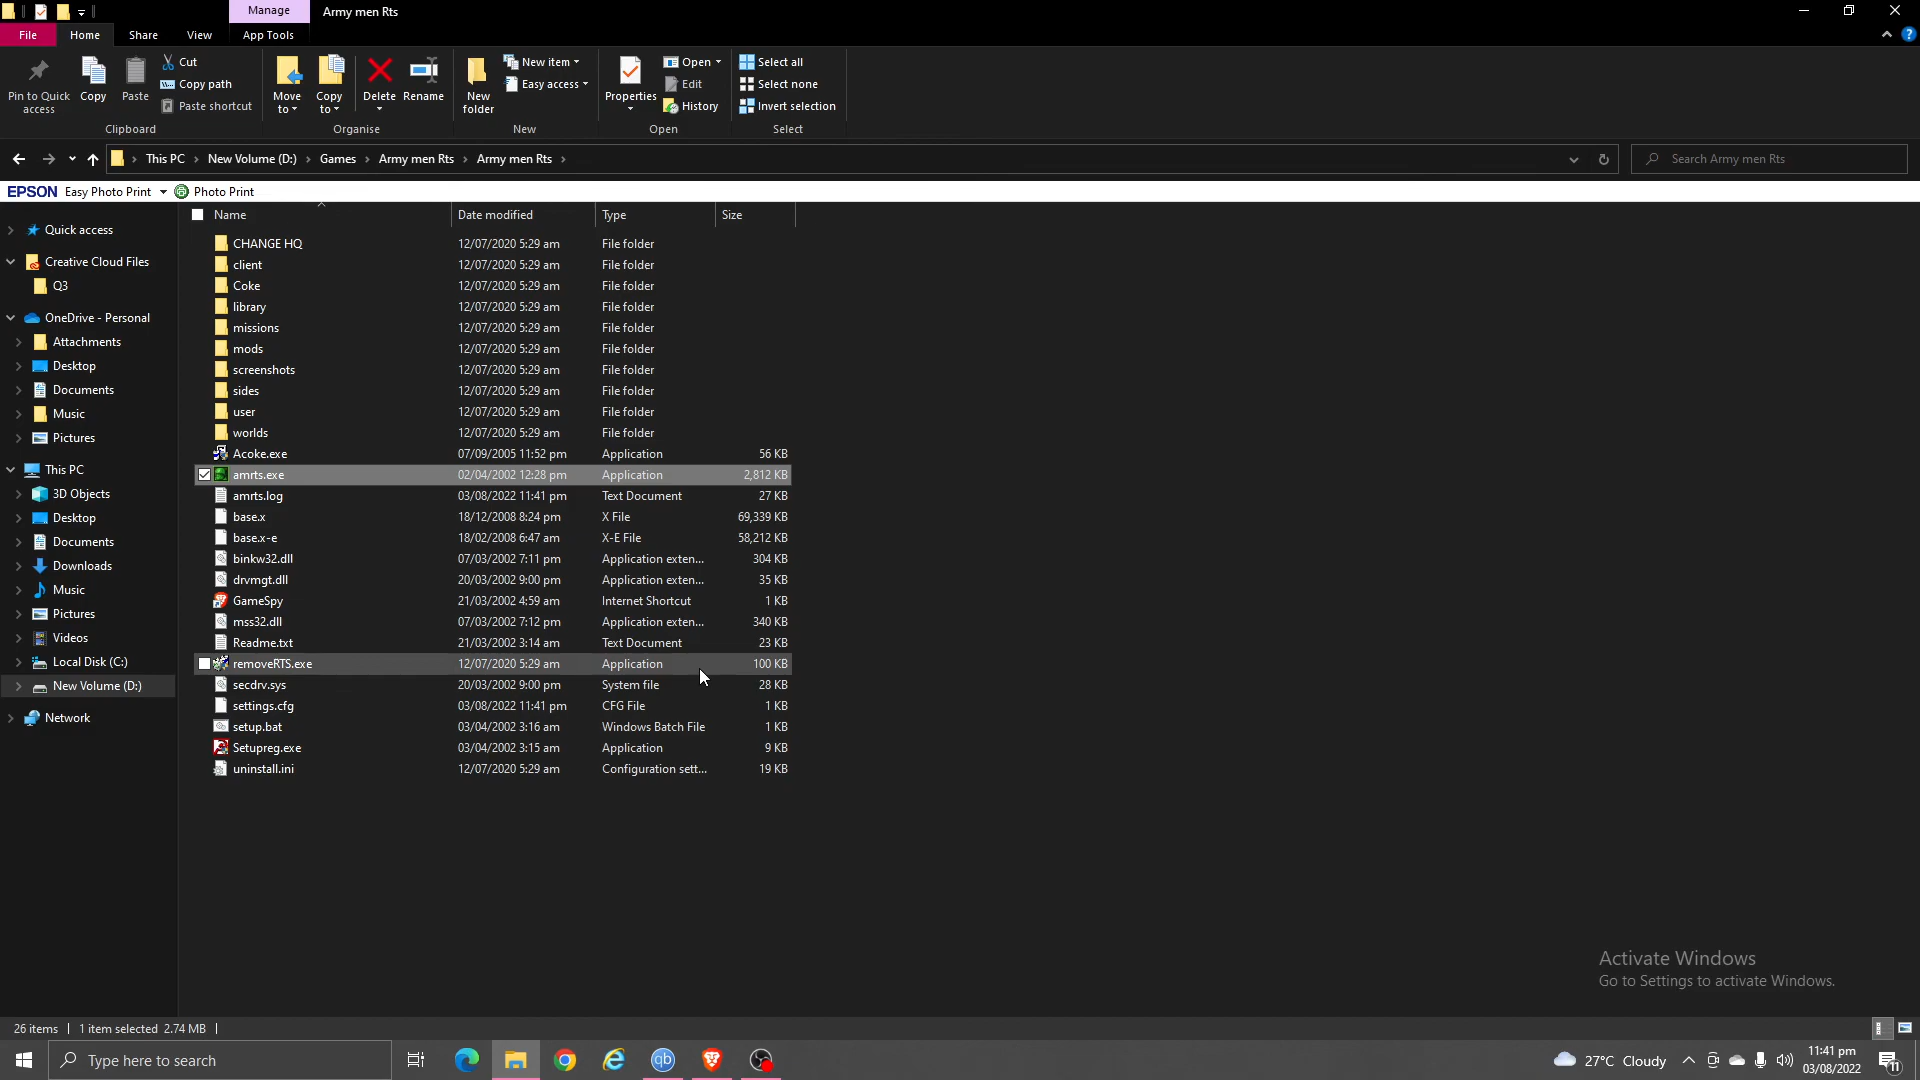 Manage
Army men Rts
File
Home
Share
View
App Tools
Pin to Quick access
Copy
Paste
Cut
Copy path
Paste shortcut
Clipboard
Move to
Copy to
Delete
Rename
Organise
New folder
New item
Easy access
New
Properties
Open
Edit
History
Open
Select all
Select none
Invert selection
Select
This PC
New Volume (D:)
Games
Army men Rts
Army men Rts
Search Army men Rts
EPSON Easy Photo Print Photo Print
Name Date modified Type Size
Quick access
Creative Cloud Files
Q3
OneDrive - Personal
Attachments
Desktop
Documents
Music
Pictures
This PC
3D Objects
Desktop
Documents
Downloads
Music
Pictures
Videos
Local Disk (C:)
New Volume (D:)
Network
CHANGE HQ 12/07/2020 5:29 am File folder
client 12/07/2020 5:29 am File folder
Coke 12/07/2020 5:29 am File folder
library 12/07/2020 5:29 am File folder
missions 12/07/2020 5:29 am File folder
mods 12/07/2020 5:29 am File folder
screenshots 12/07/2020 5:29 am File folder
sides 12/07/2020 5:29 am File folder
user 12/07/2020 5:29 am File folder
worlds 12/07/2020 5:29 am File folder
Acoke.exe 07/09/2005 11:52 pm Application 56 KB
amrts.exe 02/04/2002 12:28 pm Application 2,812 KB
amrts.log 03/08/2022 11:41 pm Text Document 27 KB
base.x 18/12/2008 8:24 pm X File 69,339 KB
base.x-e 18/02/2008 6:47 am X-E File 58,212 KB
binkw32.dll 07/03/2002 7:11 pm Application exten... 304 KB
drvmgt.dll 20/03/2002 9:00 pm Application exten... 35 KB
GameSpy 21/03/2002 4:59 am Internet Shortcut 1 KB
mss32.dll 07/03/2002 7:12 pm Application exten... 340 KB
Readme.txt 21/03/2002 3:14 am Text Document 23 KB
removeRTS.exe 12/07/2020 5:29 am Application 100 KB
secdrv.sys 20/03/2002 9:00 pm System file 28 KB
settings.cfg 03/08/2022 11:41 pm CFG File 1 KB
setup.bat 03/04/2002 3:16 am Windows Batch File 1 KB
Setupreg.exe 03/04/2002 3:15 am Application 9 KB
uninstall.ini 12/07/2020 5:29 am Configuration sett... 19 KB
Activate Windows
Go to Settings to activate Windows.
26 items 1 item selected 2.74 MB
Type here to search
qb
27°C Cloudy
11:41 pm
03/08/2022
11